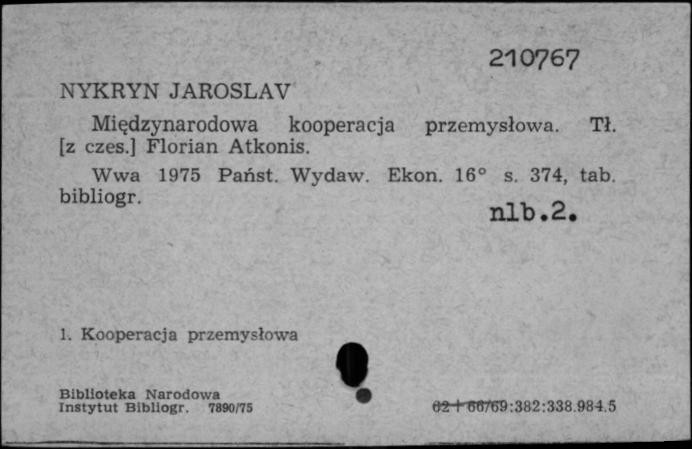 210767
NYKRYN JAROSLAV
Międzynarodowa kooperacja przemysłowa. Tł.
[z czes.] Florian Atkonis.
Wwa 1975 Państ. Wydaw. Ekon. 16° s. 374, tab.
bibliogr.
nlb.2.
1. Kooperacja przemysłowa
Biblioteka Narodowa
Instytut Bibliogr. 7890/75
62+66/69:382:338.984.5